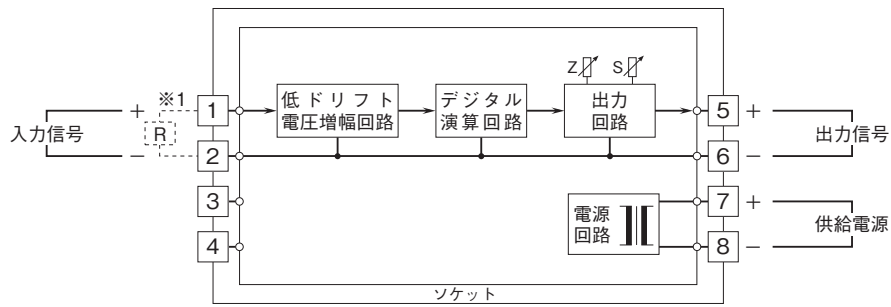 Z S
※1
1
低ドリフト
電圧増幅回路
デジタル
演算回路
出力
回路
5
+
+
入力信号
R
出力信号
−
2
6
−
3
7
+
電源
回路
供給電源
4
8
−
ソケット